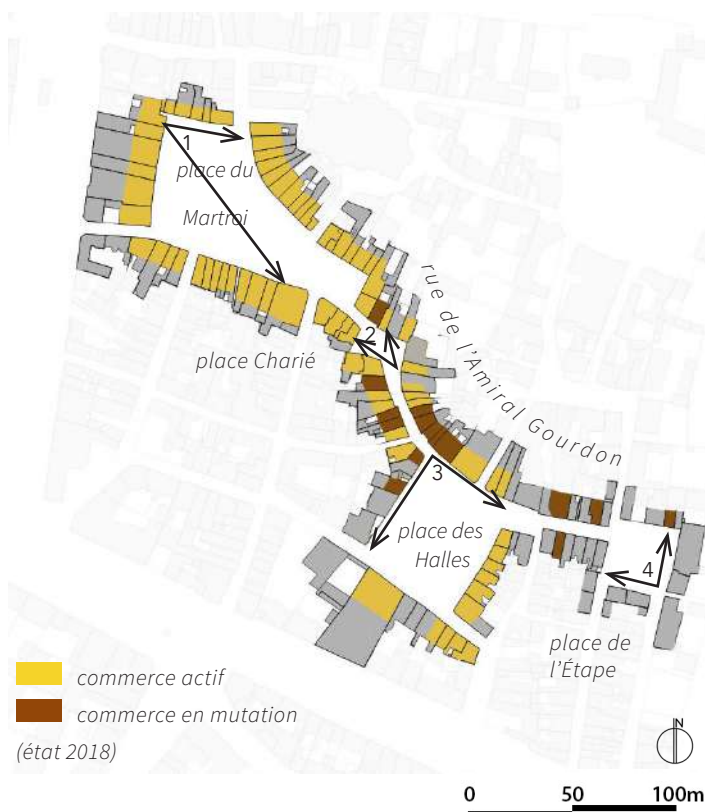 1
place du
Martroi
rue de l'Amiral Gourdon
2
place Charié
3
place des
Halles
4
place de
l'Étape
commerce actif
commerce en mutation
(état 2018)
N
0 50 100m